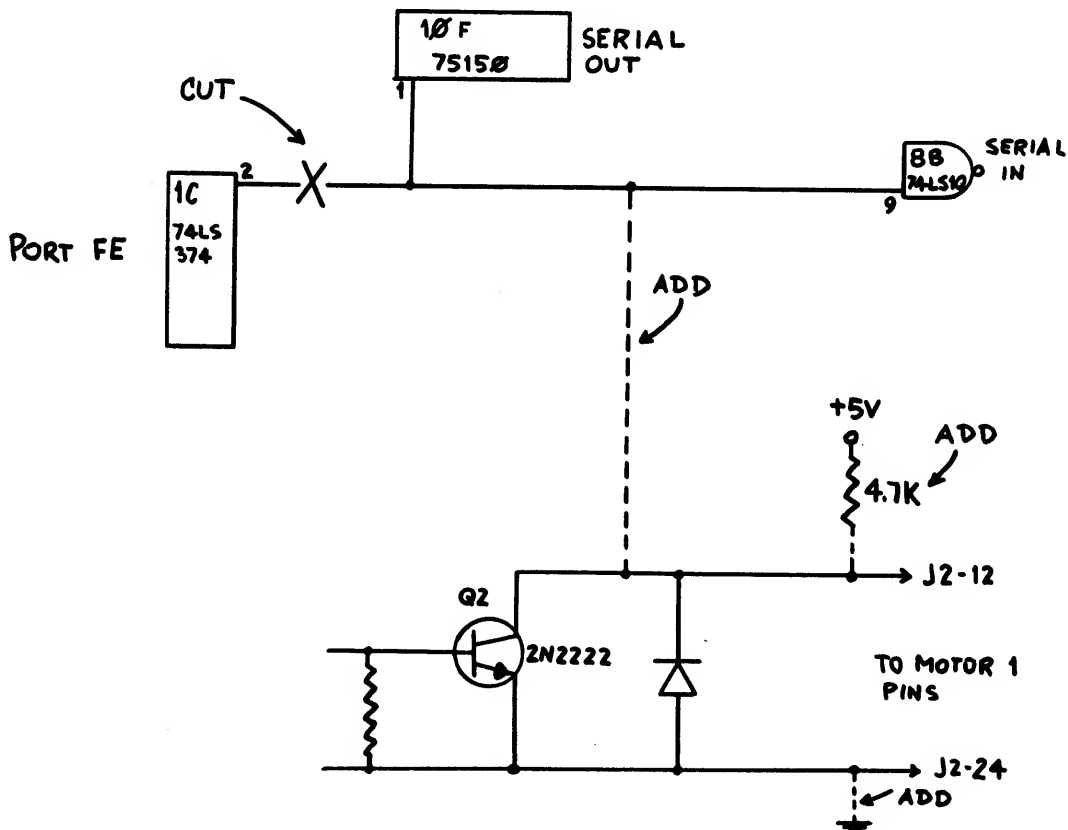 1Ø F
7515Ø
SERIAL
OUT
1
CUT
2
1C
74LS
374
PORT FE
8B
74LS10
9
SERIAL
IN
ADD
+5V
ADD
4.7K
J2-12
Q2
2N2222
TO MOTOR 1
PINS
J2-24
ADD